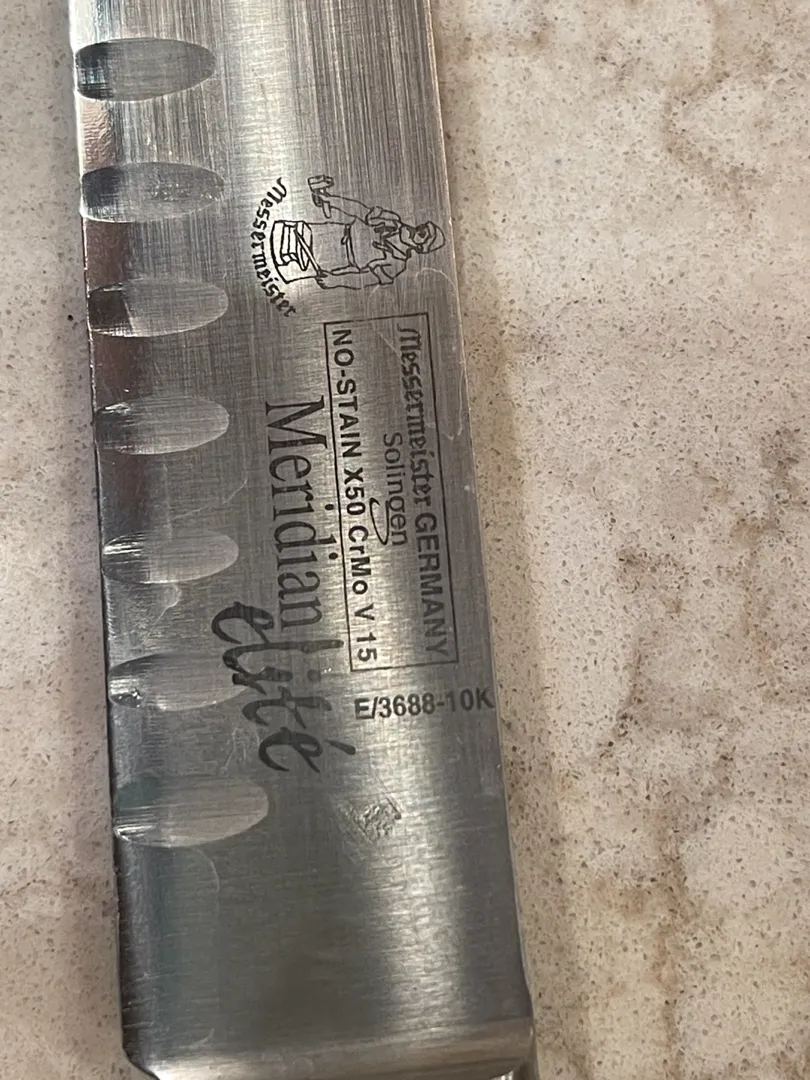 Messermeister
Messermeister GERMANY
Solingen
NO-STAIN X50 CrMo V 15
Meridian
elité
E/3688-10K